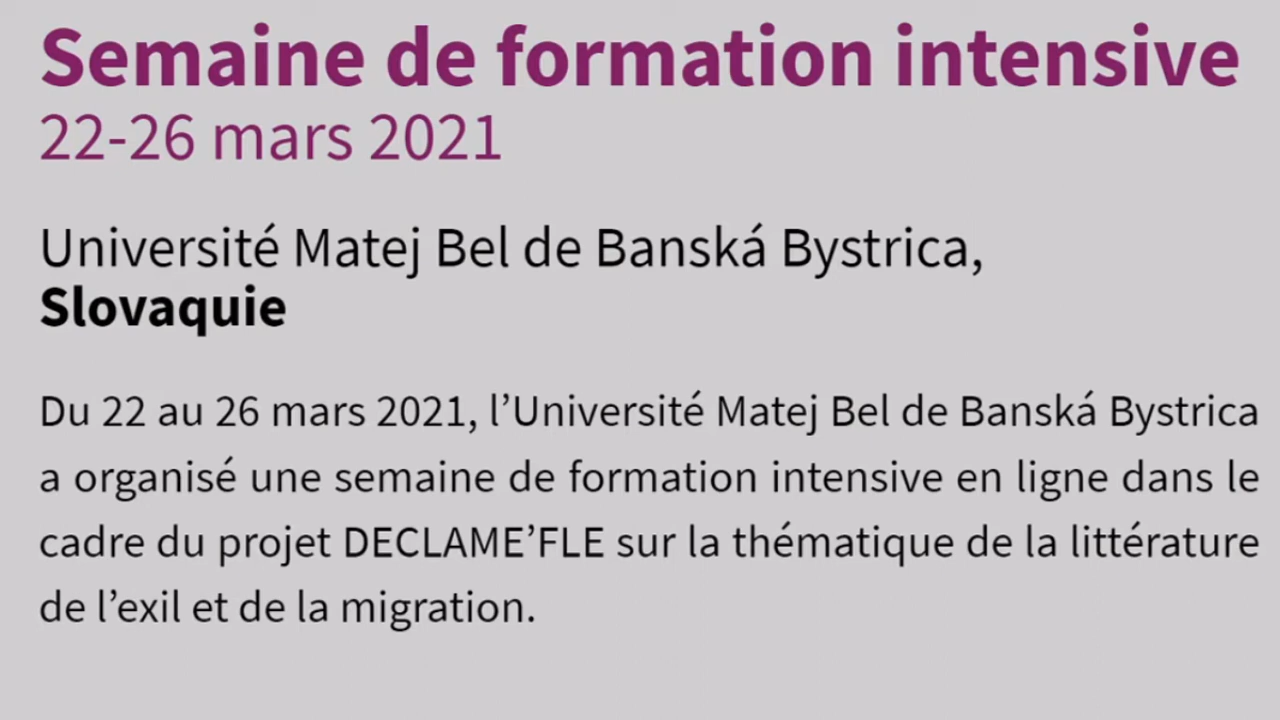 Semaine de formation intensive
22-26 mars 2021
Université Matej Bel de Banská Bystrica,
Slovaquie
Du 22 au 26 mars 2021, l’Université Matej Bel de Banská Bystrica
a organisé une semaine de formation intensive en ligne dans le
cadre du projet DECLAME’FLE sur la thématique de la littérature
de l’exil et de la migration.